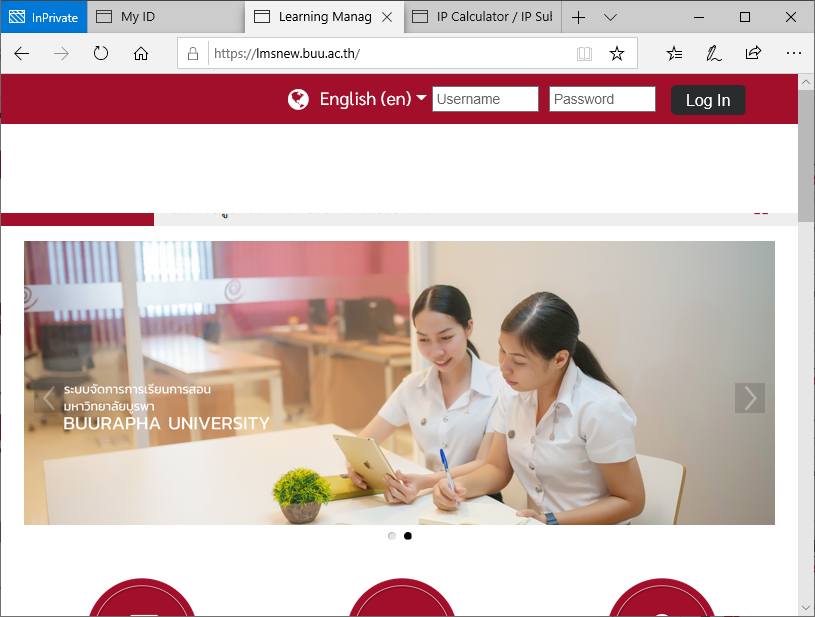 InPrivate
My ID
Learning Manag
IP Calculator / IP Sub
https://lmsnew.buu.ac.th/
English (en)
Username
Password
Log In
ระบบจัดการการเรียนการสอน
มหาวิทยาลัยบูรพา
BUURAPHA UNIVERSITY